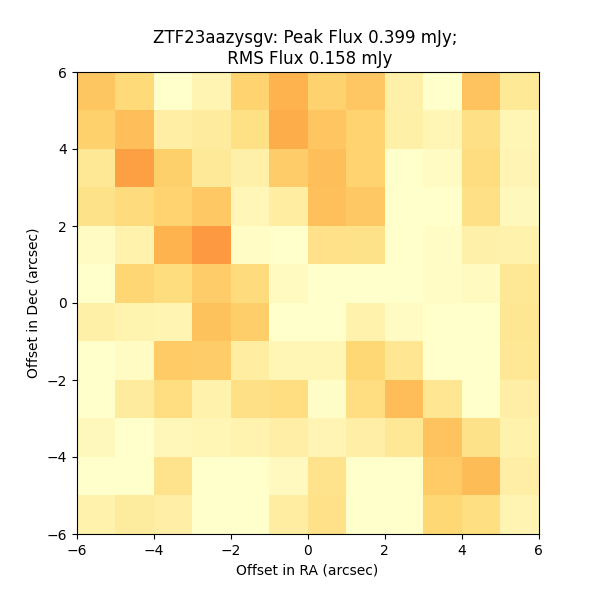 ZTF23aazysgv: Peak Flux 0.399 mJy;
RMS Flux 0.158 mJy
6
4
2
0
−2
−4
−6
Offset in Dec (arcsec)
−6 −4 −2 0 2 4 6
Offset in RA (arcsec)